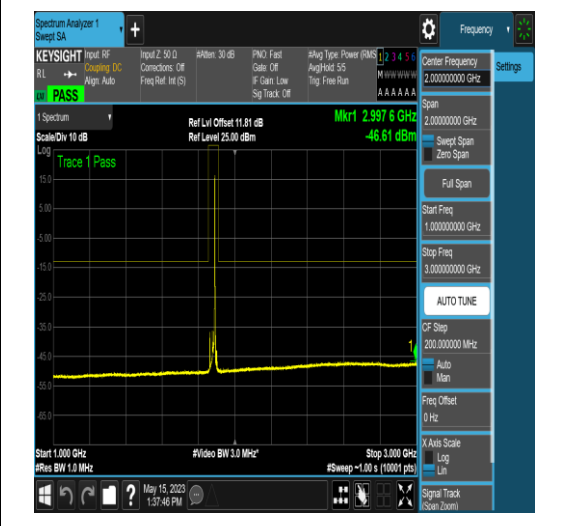 Spectrum Analyzer 1
Swept SA
+
Frequency
KEYSIGHT
Input: RF
Coupling: DC
Align: Auto
Input Z: 50 Ω
Corrections: Off
Freq Ref: Int (S)
#Atten: 30 dB
PNO: Fast
Gate: Off
IF Gain: Low
Sig Track: Off
#Avg Type: Power (RMS
Avg|Hold: 5/5
Trig: Free Run
1 2 3 4 5 6
M W W W W W
A A A A A A
RL
PASS
1 Spectrum
Scale/Div 10 dB
Ref Lvl Offset 11.81 dB
Ref Level 25.00 dBm
Mkr1 2.997 6 GHz
-46.61 dBm
Log
Trace 1 Pass
15.0
5.00
-5.00
-15.0
-25.0
-35.0
-45.0
-55.0
-65.0
1
Start 1.000 GHz
#Res BW 1.0 MHz
#Video BW 3.0 MHz*
Stop 3.000 GHz
#Sweep ~1.00 s (10001 pts)
Center Frequency
2.000000000 GHz
Settings
Span
2.00000000 GHz
Swept Span
Zero Span
Full Span
Start Freq
1.000000000 GHz
Stop Freq
3.000000000 GHz
AUTO TUNE
CF Step
200.000000 MHz
Auto
Man
Freq Offset
0 Hz
X Axis Scale
Log
Lin
Signal Track
(Span Zoom)
?
May 15, 2023
1:37:46 PM